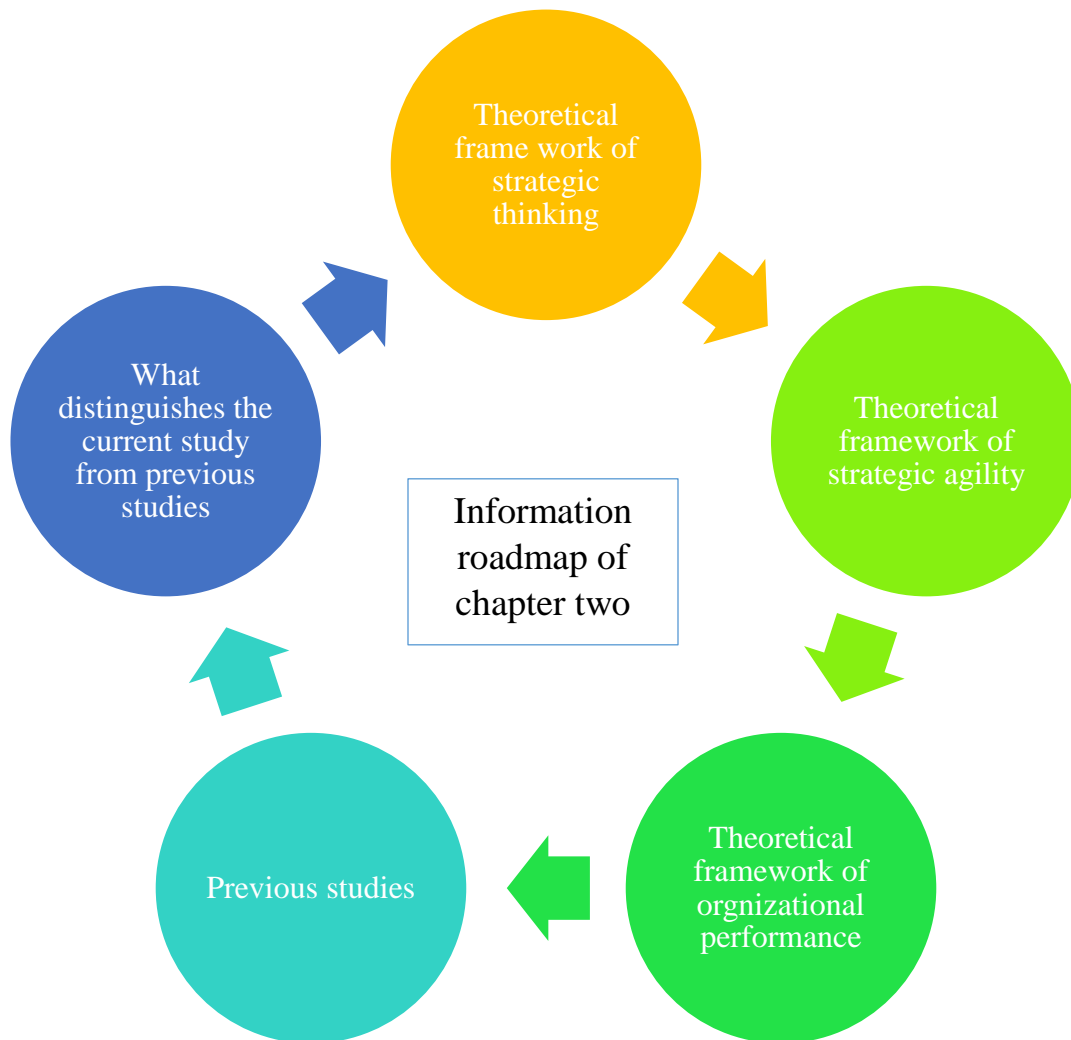 Theoretical
frame work of
strategic
thinking
Theoretical
framework of
strategic agility
Theoretical
framework of
orgnizational
performance
Previous studies
What
distinguishes the
current study
from previous
studies
Information
roadmap of
chapter two